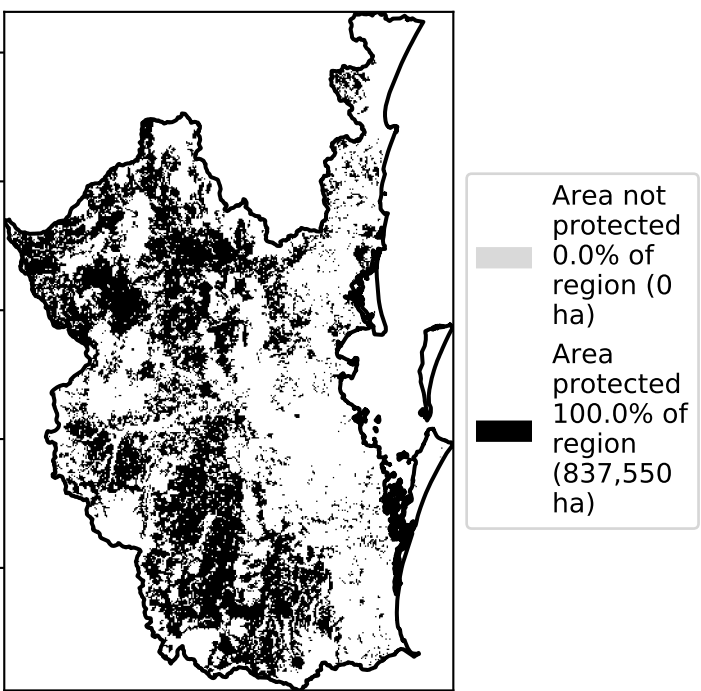 Area not
protected
0.0% of
region (0
ha)
Area
protected
100.0% of
region
(837,550
ha)